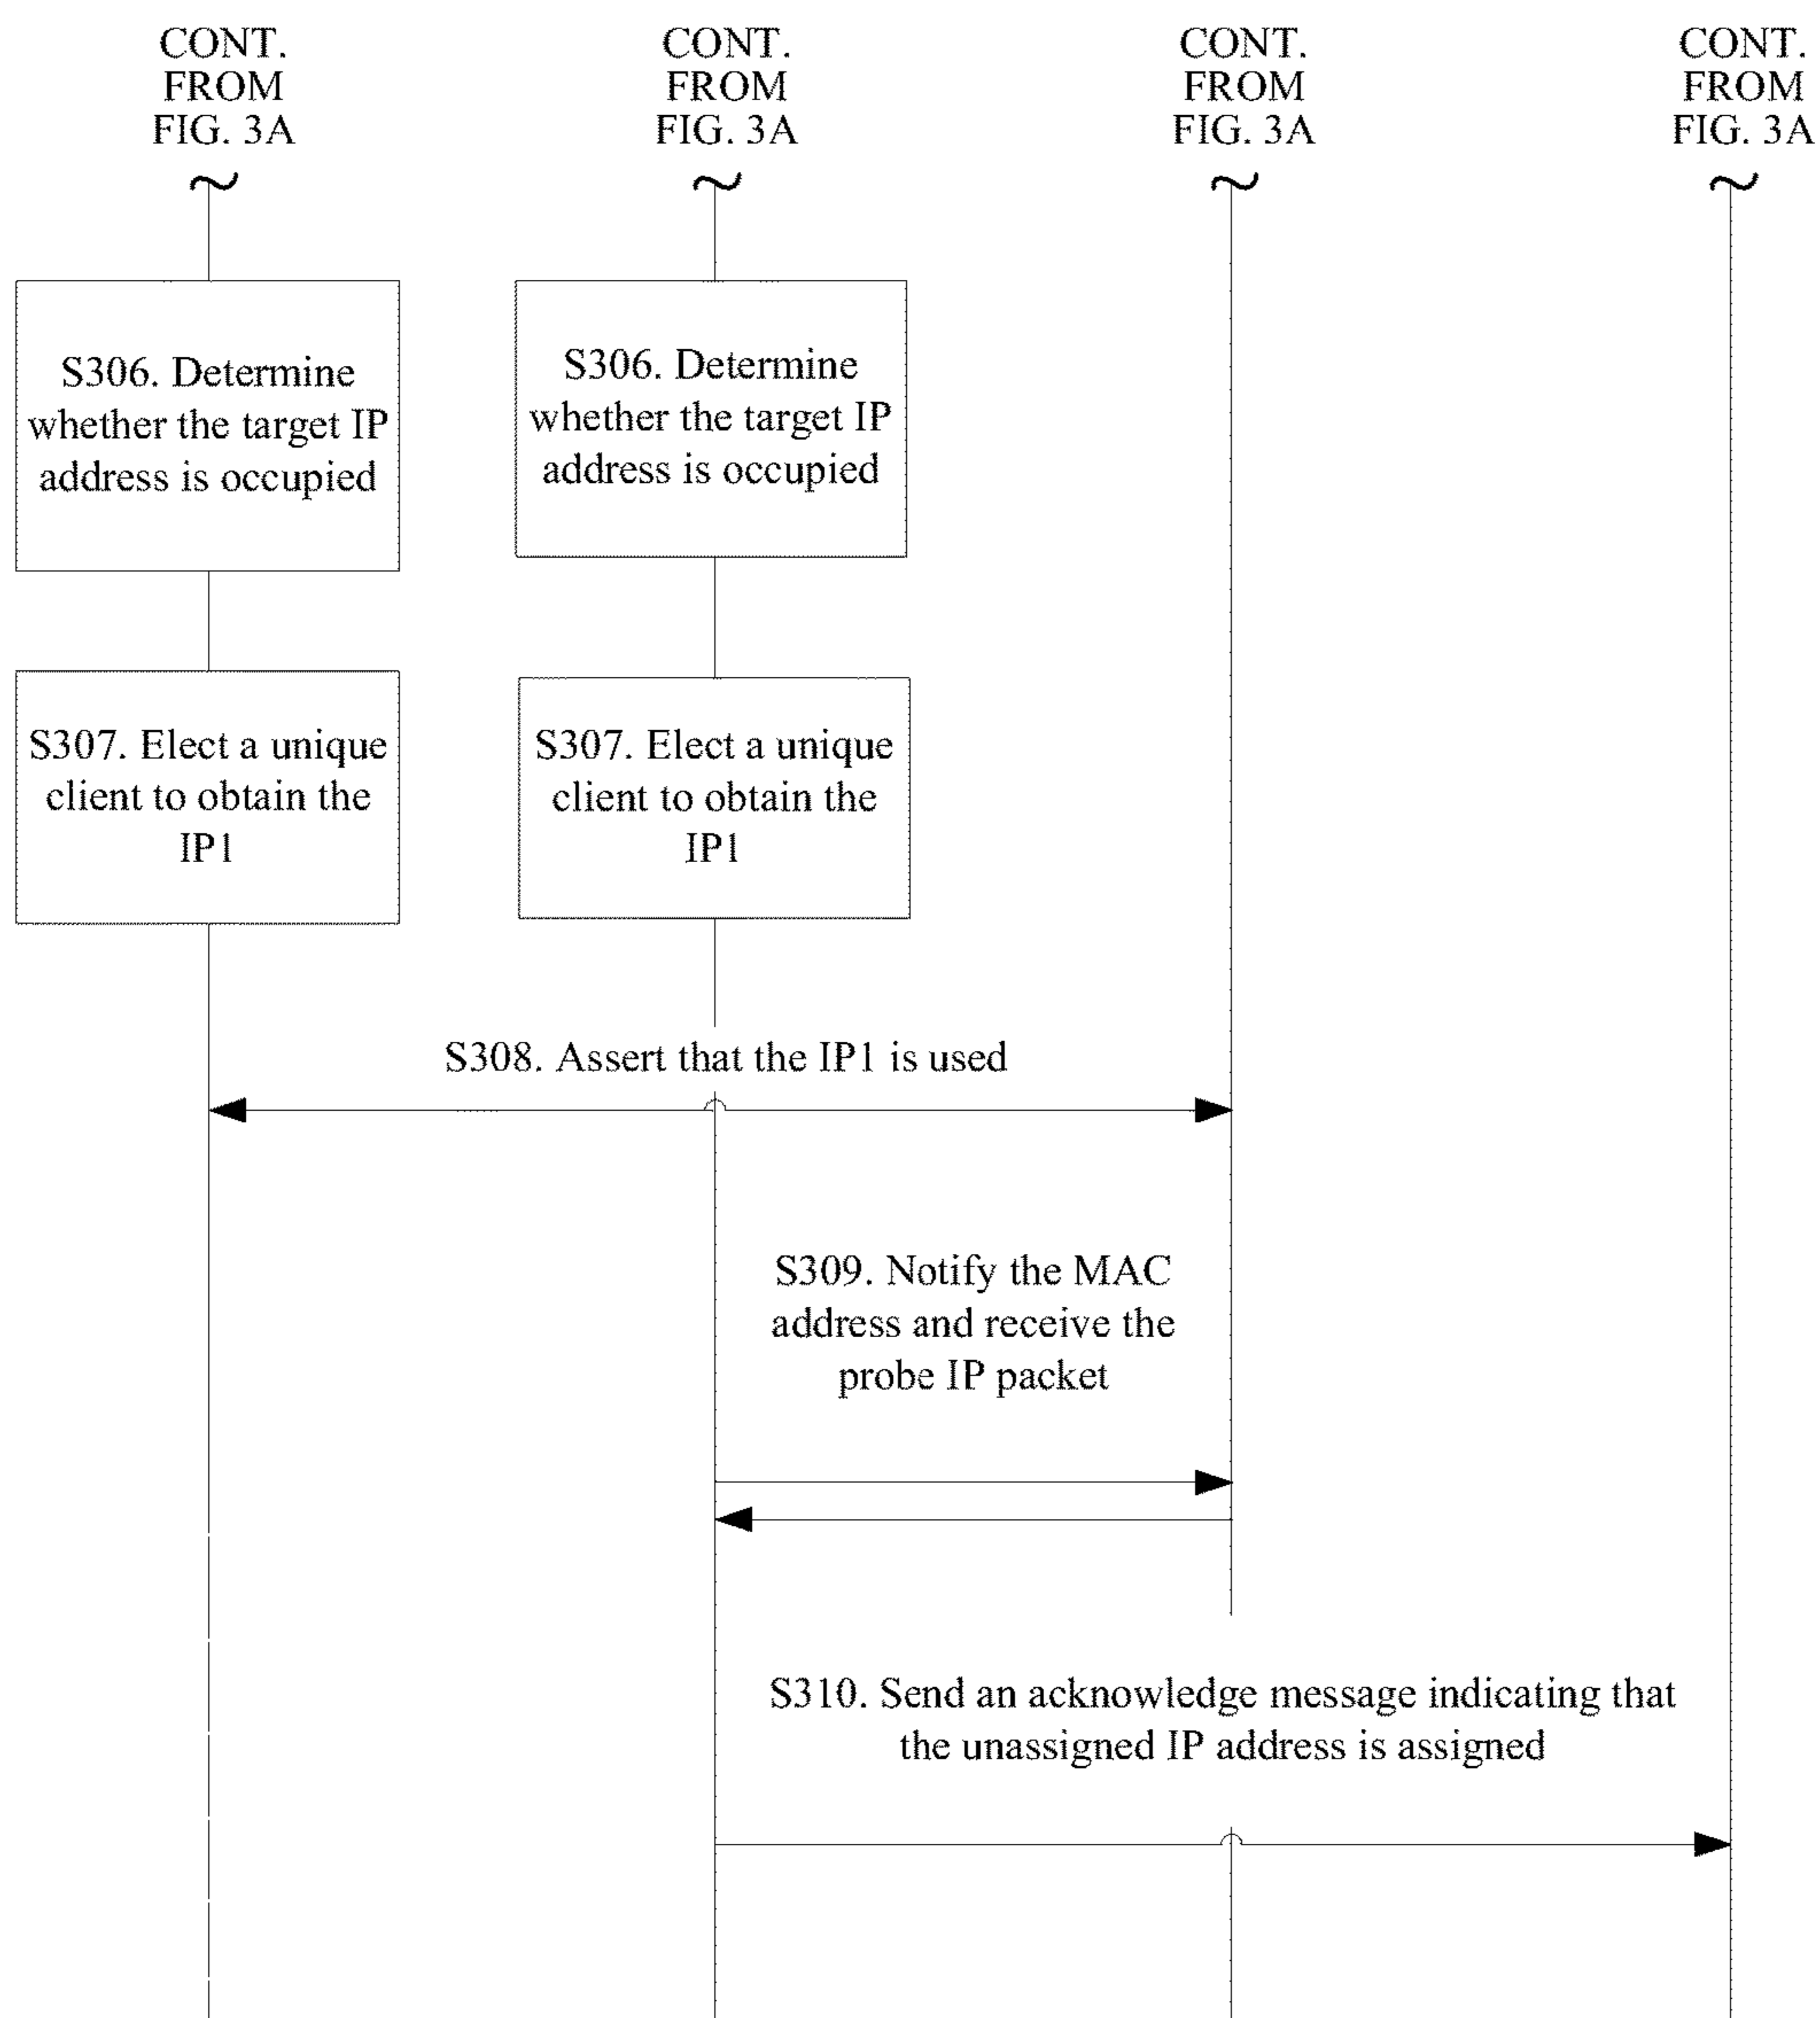 CONT.
FROM
FIG. 3A
CONT.
FROM
FIG. 3A
CONT.
FROM
FIG. 3A
CONT.
FROM
FIG. 3A
S306. Determine
whether the target IP
address is occupied
S306. Determine
whether the target IP
address is occupied
S307. Elect a unique
client to obtain the
IP1
S307. Elect a unique
client to obtain the
IP1
S308. Assert that the IP1 is used
S309. Notify the MAC
address and receive the
probe IP packet
S310. Send an acknowledge message indicating that
the unassigned IP address is assigned